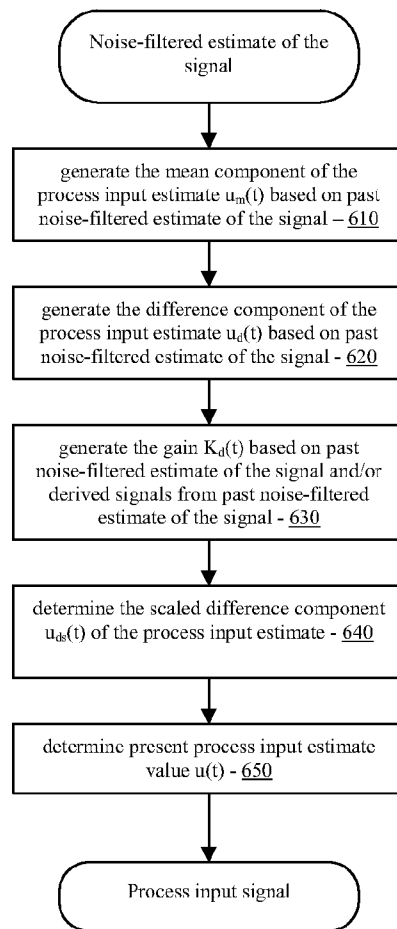 Noise-filtered estimate of the
signal
generate the mean component of the
process input estimate uₘ(t) based on past
noise-filtered estimate of the signal – 610
generate the difference component of the
process input estimate u_d(t) based on past
noise-filtered estimate of the signal - 620
generate the gain K_d(t) based on past
noise-filtered estimate of the signal and/or
derived signals from past noise-filtered
estimate of the signal - 630
determine the scaled difference component
u_ds(t) of the process input estimate - 640
determine present process input estimate
value u(t) - 650
Process input signal